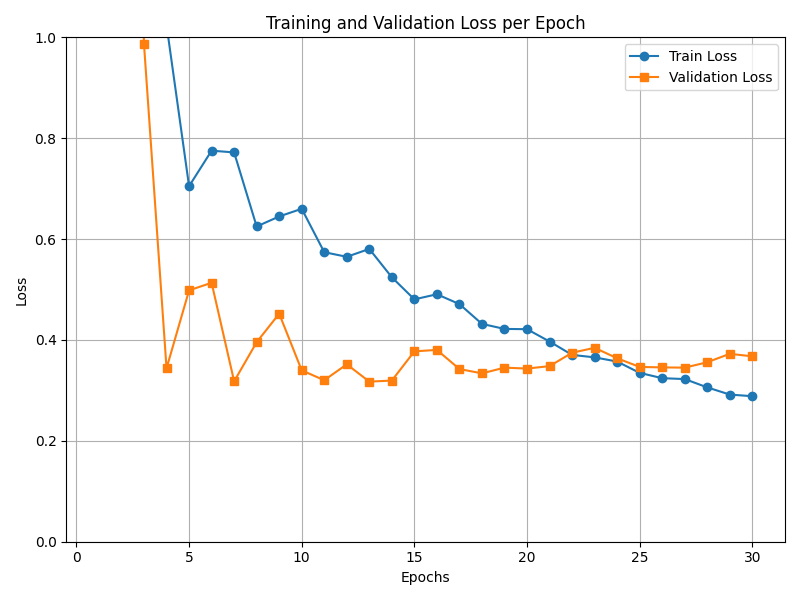 Training and Validation Loss per Epoch
Train Loss
Validation Loss
1.0
0.8
0.6
0.4
0.2
0.0
Loss
0 5 10 15 20 25 30
Epochs